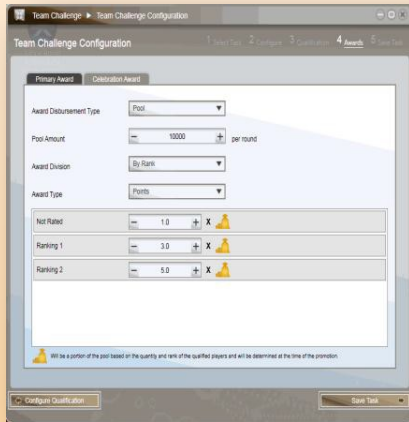 Team Challenge ▸ Team Challenge Configuration
Team Challenge Configuration
1 Select Task 2 Configure 3 Qualification 4 Awards 5 Save Task
Primary Award Celebration Award
Award Disbursement Type Pool
Pool Amount − 10000 + per round
Award Division By Rank
Award Type Points
Not Rated − 1.0 + X
Ranking 1 − 3.0 + X
Ranking 2 − 5.0 + X
Will be a portion of the pool based on the quantity and rank of the qualified players and will be determined at the time of the promotion.
Configure Qualification Save Task